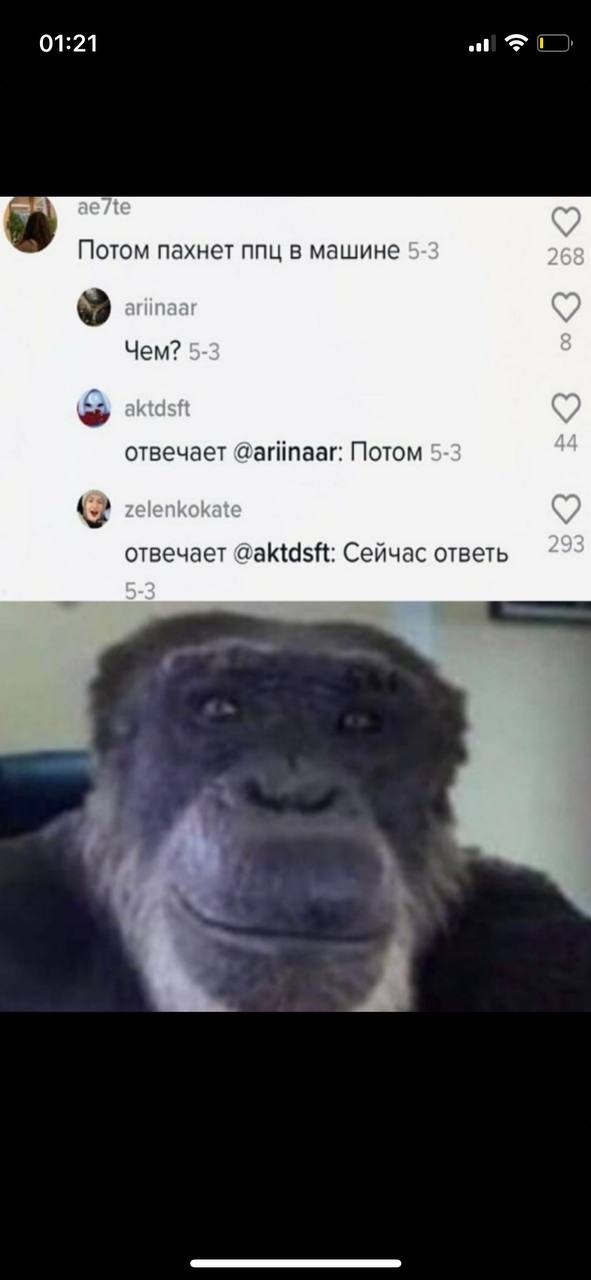 01:21
ae7te
Потом пахнет ппц в машине 5-3
268
ariinaar
Чем? 5-3
8
aktdsft
отвечает @ariinaar: Потом 5-3
44
zelenkokate
отвечает @aktdsft: Сейчас ответь
5-3
293